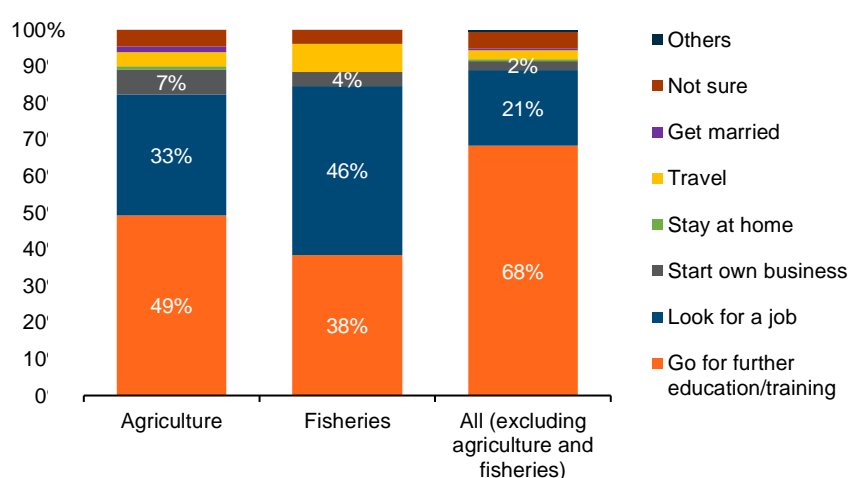 100%
90'
80'
70'
60'
50'
40'
30'
20'
10'
0'
7%
33%
49%
4%
46%
38%
2%
21%
68%
Agriculture
Fisheries
All (excluding
agriculture and
fisheries)
Others
Not sure
Get married
Travel
Stay at home
Start own business
Look for a job
Go for further
education/training